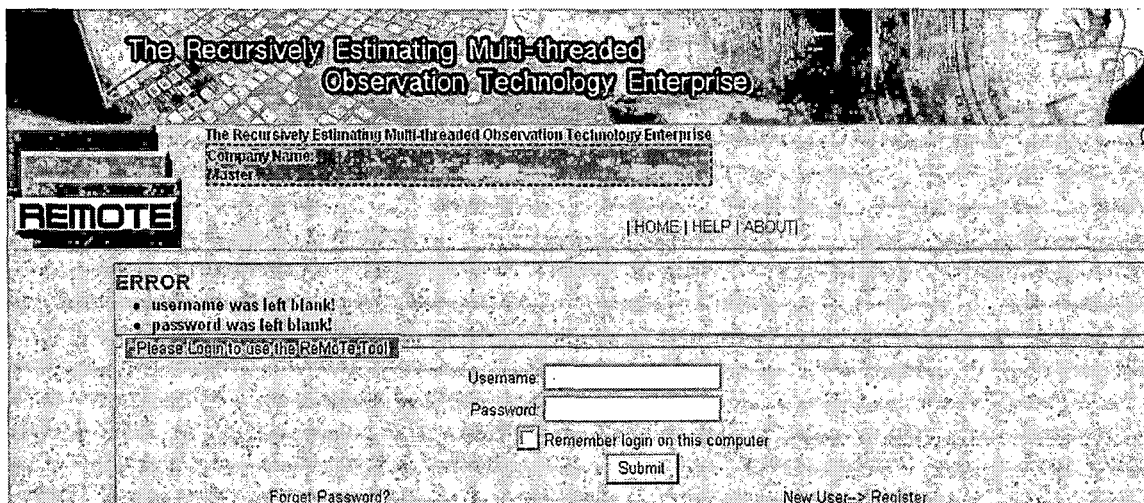 The Recursively Estimating Multi-threaded
Observation Technology Enterprise
The Recursively Estimating Multi-threaded Observation Technology Enterprise
Company Name:
Master
REMOTE
| HOME | HELP | ABOUT |
ERROR
• username was left blank!
• password was left blank!
Please Login to use the ReMoTe Tool
Username:
Password:
Remember login on this computer
Submit
Forget Password?
New User--> Register